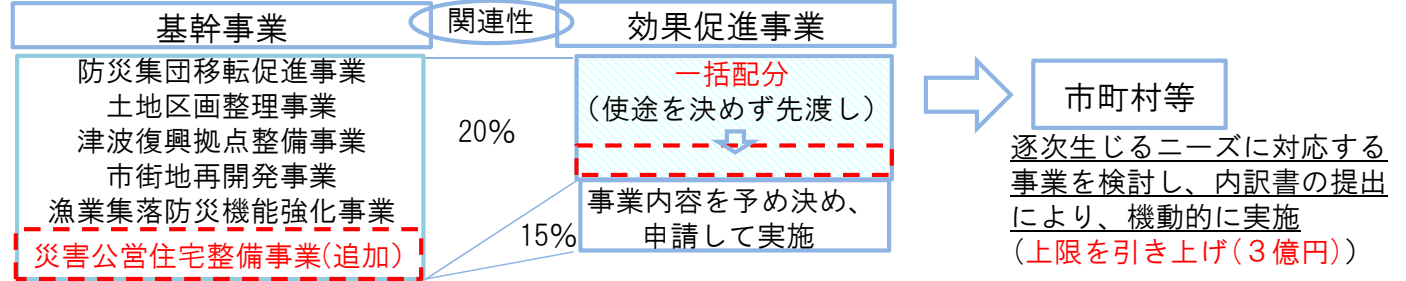 基幹事業
関連性
効果促進事業
防災集団移転促進事業
土地区画整理事業
津波復興拠点整備事業
市街地再開発事業
漁業集落防災機能強化事業
災害公営住宅整備事業(追加)
20%
15%
一括配分
(使途を決めず先渡し)
事業内容を予め決め、
申請して実施
市町村等
逐次生じるニーズに対応する
事業を検討し、内訳書の提出
により、機動的に実施
(上限を引き上げ(３億円))